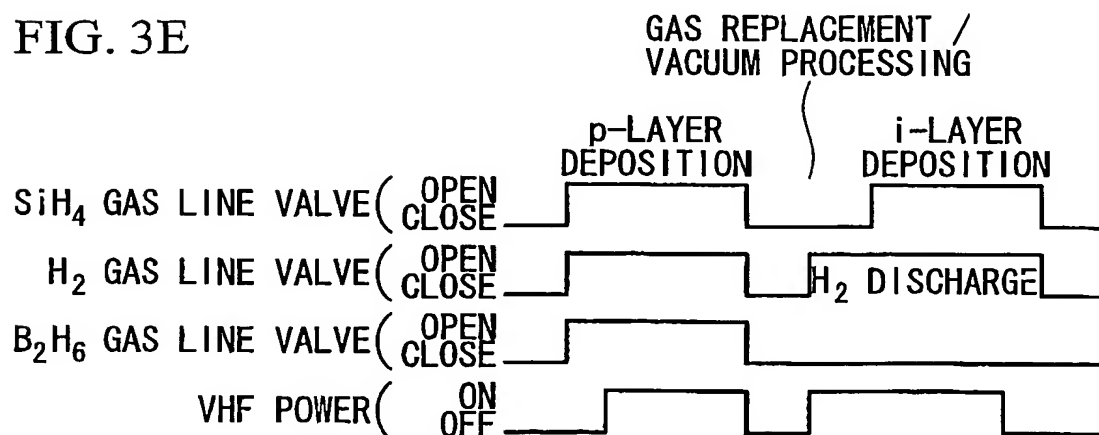 FIG. 3E
GAS REPLACEMENT /
VACUUM PROCESSING
p-LAYER
DEPOSITION
i-LAYER
DEPOSITION
SiH4 GAS LINE VALVE ( OPEN
CLOSE
H2 GAS LINE VALVE ( OPEN
CLOSE
H2 DISCHARGE
B2H6 GAS LINE VALVE ( OPEN
CLOSE
VHF POWER ( ON
OFF